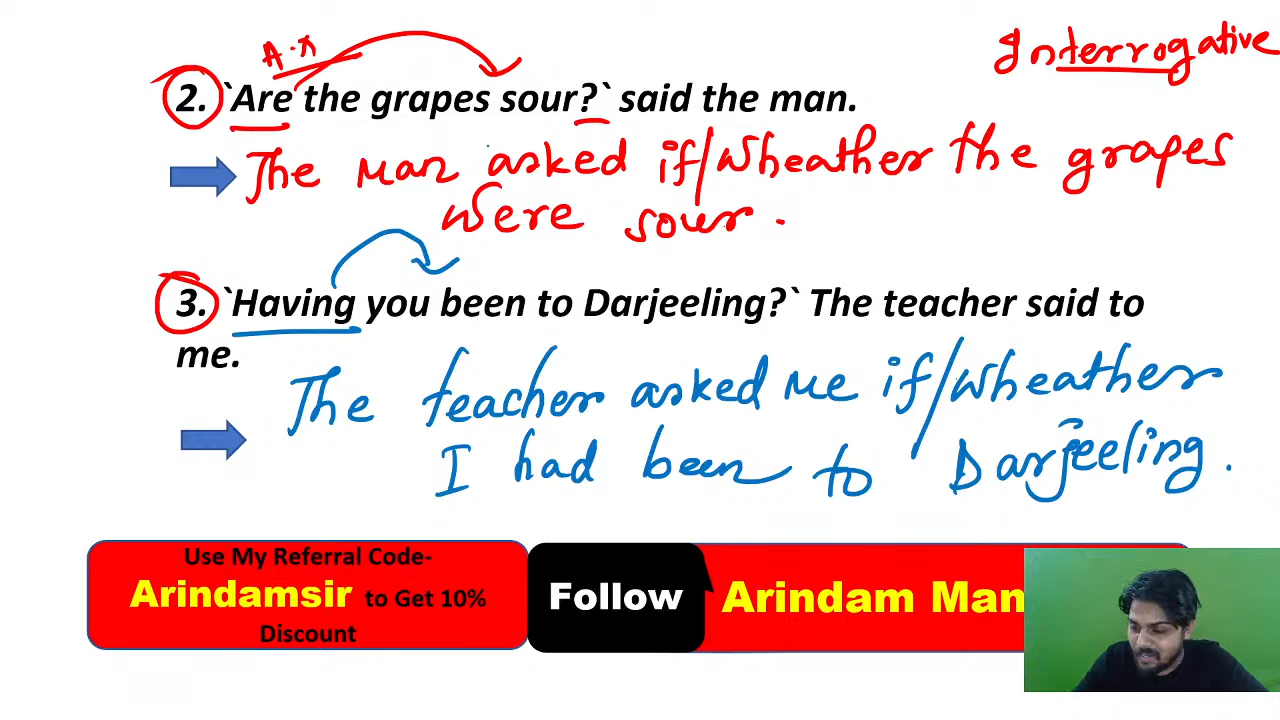 A.x
Interrogative
2. `Are the grapes sour?` said the man.
The man asked if/wheather the grapes
were sour.
3. `Having you been to Darjeeling?` The teacher said to
me.
The teacher asked me if/wheather
I had been to Darjeeling.
Use My Referral Code-
Arindamsir to Get 10%
Discount
Follow
Arindam Man